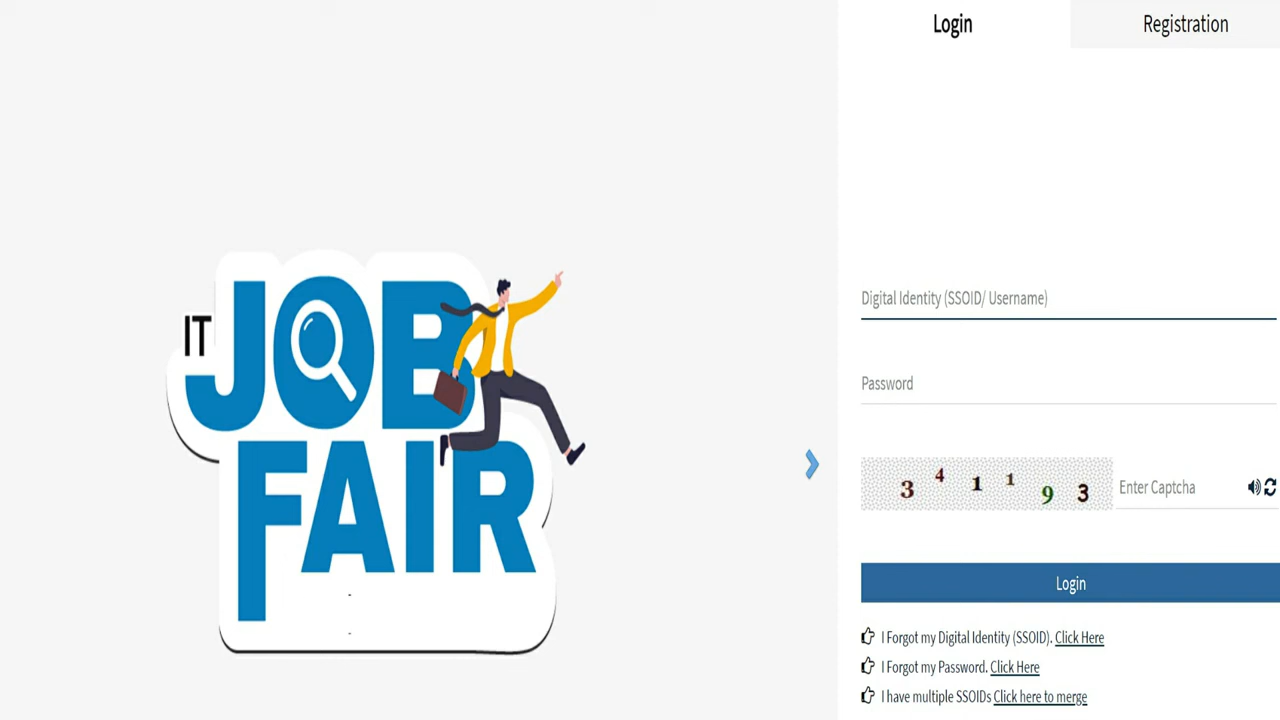 Login
Registration
IT
JOB
FAIR
Digital Identity (SSOID/ Username)
Password
3 4 1 1 9 3
Enter Captcha
Login
I Forgot my Digital Identity (SSOID). Click Here
I Forgot my Password. Click Here
I have multiple SSOIDs Click here to merge